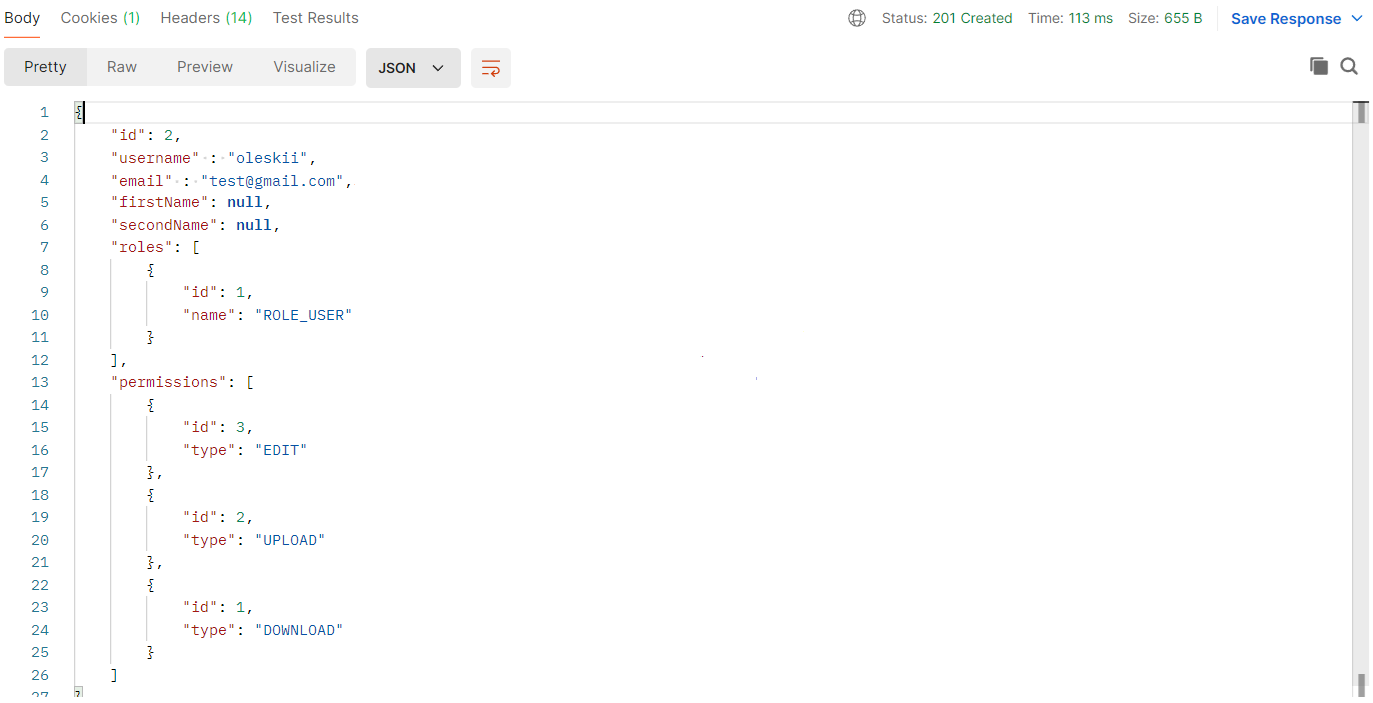 Body Cookies (1) Headers (14) Test Results Status: 201 Created Time: 113 ms Size: 655 B Save Response
Pretty Raw Preview Visualize JSON
1 {
2 "id": 2,
3 "username" : "oleskii",
4 "email" : "test@gmail.com",
5 "firstName": null,
6 "secondName": null,
7 "roles": [
8 {
9 "id": 1,
10 "name": "ROLE_USER"
11 }
12 ],
13 "permissions": [
14 {
15 "id": 3,
16 "type": "EDIT"
17 },
18 {
19 "id": 2,
20 "type": "UPLOAD"
21 },
22 {
23 "id": 1,
24 "type": "DOWNLOAD"
25 }
26 ]
27 }